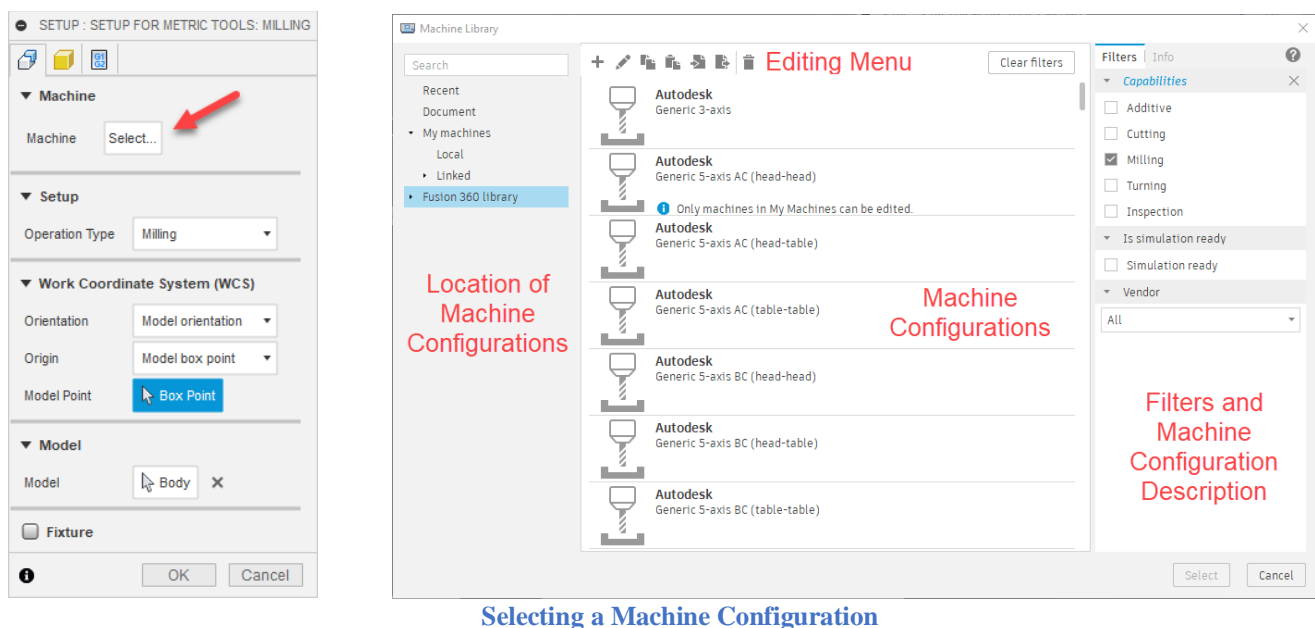 SETUP : SETUP FOR METRIC TOOLS: MILLING
G1
G2
Machine
Machine Select...
Setup
Operation Type Milling
Work Coordinate System (WCS)
Orientation Model orientation
Origin Model box point
Model Point Box Point
Model
Model Body
Fixture
OK Cancel
Machine Library
Search
Recent
Document
My machines
Local
Linked
Fusion 360 library
Location of
Machine
Configurations
Editing Menu
Clear filters
Autodesk
Generic 3-axis
Autodesk
Generic 5-axis AC (head-head)
Only machines in My Machines can be edited.
Autodesk
Generic 5-axis AC (head-table)
Autodesk
Generic 5-axis AC (table-table)
Autodesk
Generic 5-axis BC (head-head)
Autodesk
Generic 5-axis BC (head-table)
Autodesk
Generic 5-axis BC (table-table)
Machine
Configurations
Filters Info
Capabilities
Additive
Cutting
Milling
Turning
Inspection
Is simulation ready
Simulation ready
Vendor
All
Filters and
Machine
Configuration
Description
Select Cancel
Selecting a Machine Configuration